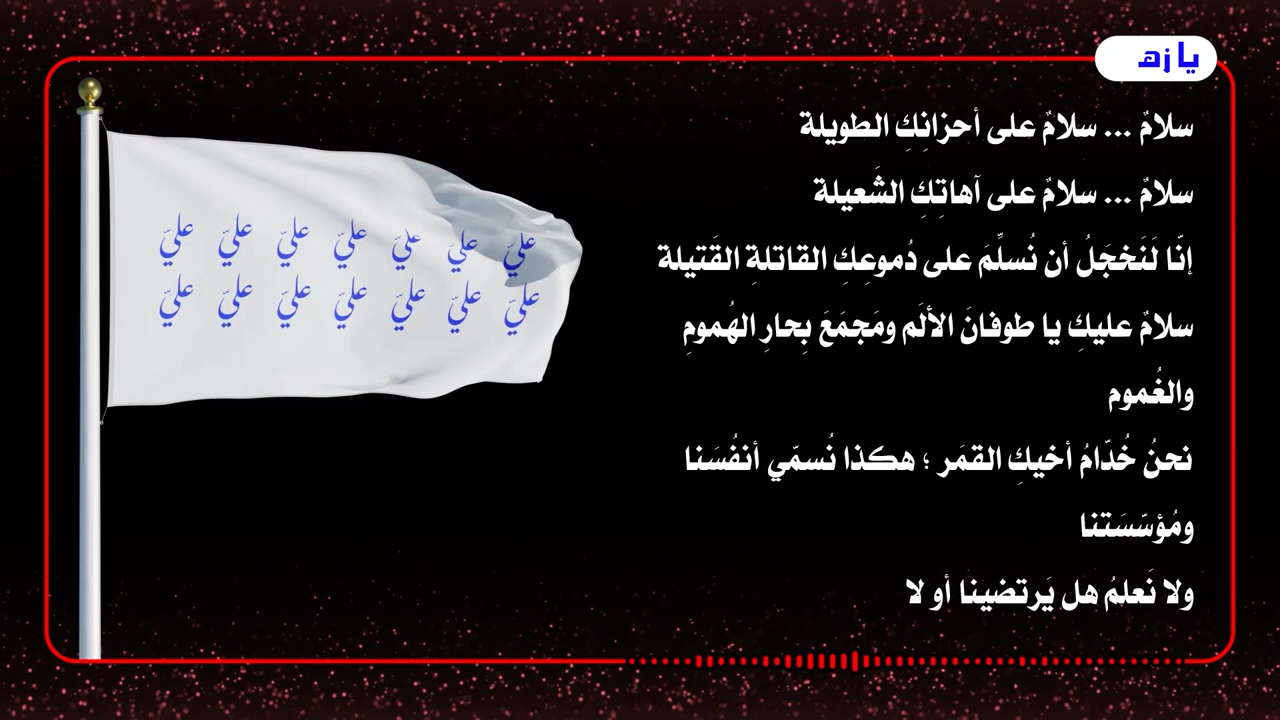 يا زه
سلامٌ ... سلامٌ على أحزانِكِ الطويلة
سلامٌ ... سلامٌ على آهاتِكِ الشَعيلة
إنّا لَنَخجَلُ أن نُسلِّمَ على دُموعِكِ القاتلةِ القَتيلة
سلامٌ عليكِ يا طوفانَ الألَم ومَجمَعَ بِحارِ الهُمومِ
والغُموم
نحنُ خُدّامُ أخيكِ القمَر ؛ هكذا نُسمّي أنفُسَنا
ومُؤسّسَتنا
ولا نَعلمُ هل يَرتضينا أو لا
عليّ عليّ عليّ عليّ عليّ عليّ عليّ
عليّ عليّ عليّ عليّ عليّ عليّ عليّ